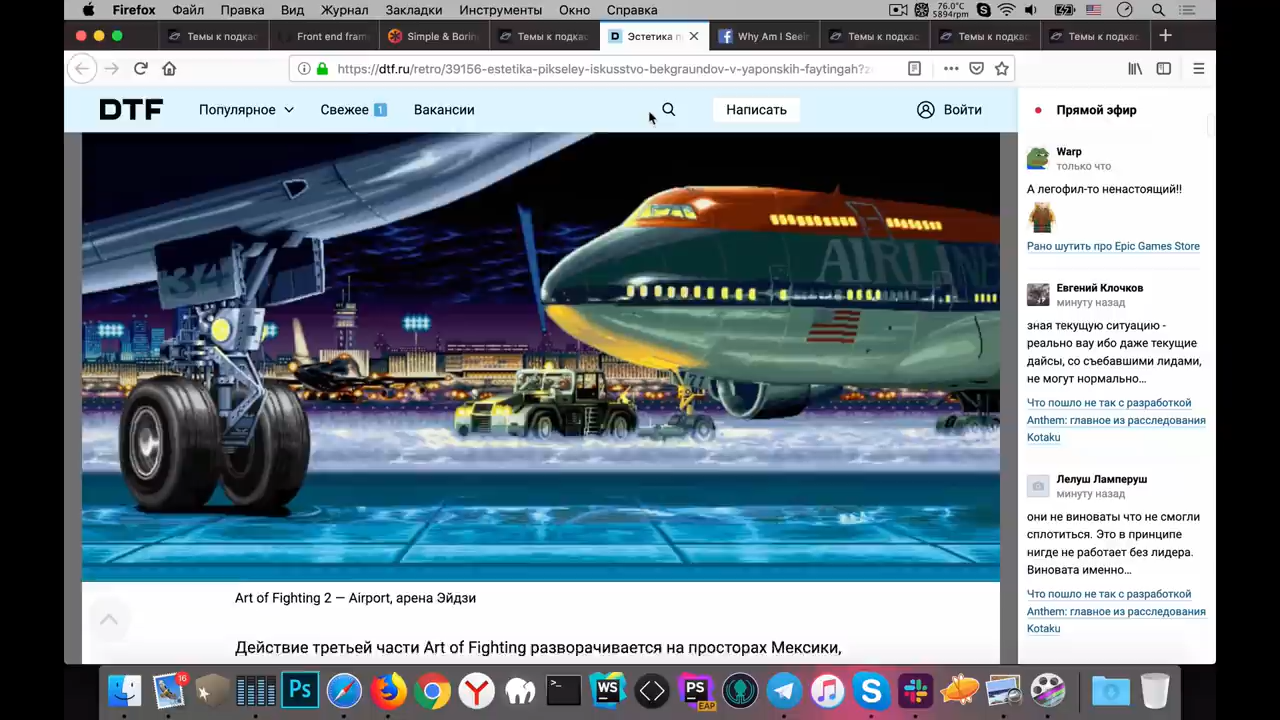 Firefox Файл Правка Вид Журнал Закладки Инструменты Окно Справка 76.0°C 5894rpm
Темы к подкас Front end frame Simple & Borin Темы к подкас Эстетика п Why Am I Seein Темы к подкас Темы к подкас Темы к подкас
https://dtf.ru/retro/39156-estetika-pikseley-iskusstvo-bekgraundov-v-yaponskih-faytingah?
DTF Популярное Свежее 1 Вакансии Написать Войти
AIRLINE
Art of Fighting 2 — Airport, арена Эйдзи
Действие третьей части Art of Fighting разворачивается на просторах Мексики,
Прямой эфир
Warp
только что
А легофил-то ненастоящий!!
Рано шутить про Epic Games Store
Евгений Клочков
минуту назад
зная текущую ситуацию -
реально вау ибо даже текущие
дайсы, со съебавшими лидами,
не могут нормально...
Что пошло не так с разработкой
Anthem: главное из расследования
Kotaku
Лелуш Ламперуш
минуту назад
они не виноваты что не смогли
сплотиться. Это в принципе
нигде не работает без лидера.
Виновата именно...
Что пошло не так с разработкой
Anthem: главное из расследования
Kotaku
16 Ps WS PS EAP